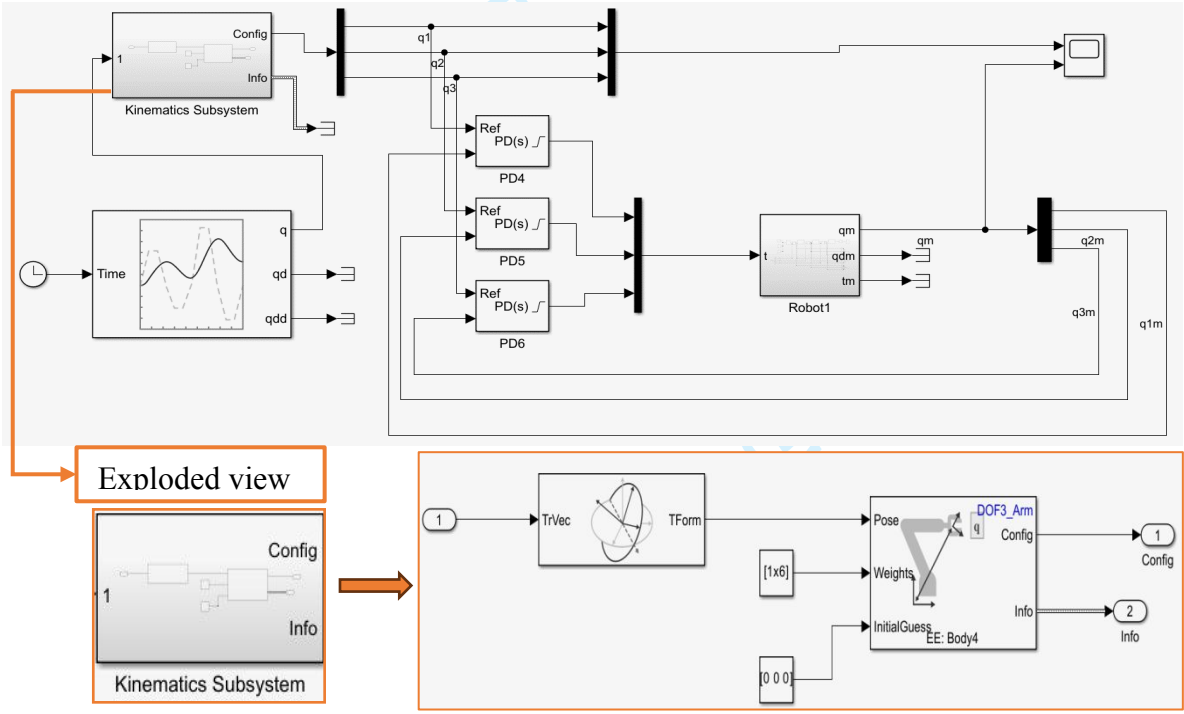 Config
1
Info
Kinematics Subsystem
q1
q2
q3
Ref
PD(s)
PD4
Ref
PD(s)
PD5
Ref
PD(s)
PD6
Time
q
qd
qdd
t
qm
qdm
tm
Robot1
qm
q2m
q3m
q1m
Exploded view
Config
1
Info
Kinematics Subsystem
1
TrVec
TForm
[1x6]
[0 0 0]
Pose
Weights
InitialGuess
DOF3_Arm
q
Config
Info
EE: Body4
1
Config
2
Info